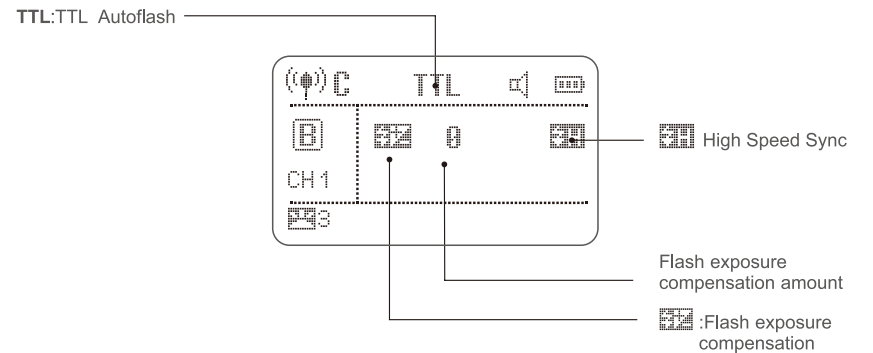 TTL:TTL Autoflash
C TTL
B 0 H High Speed Sync
CH 1
3
Flash exposure
compensation amount
:Flash exposure
compensation